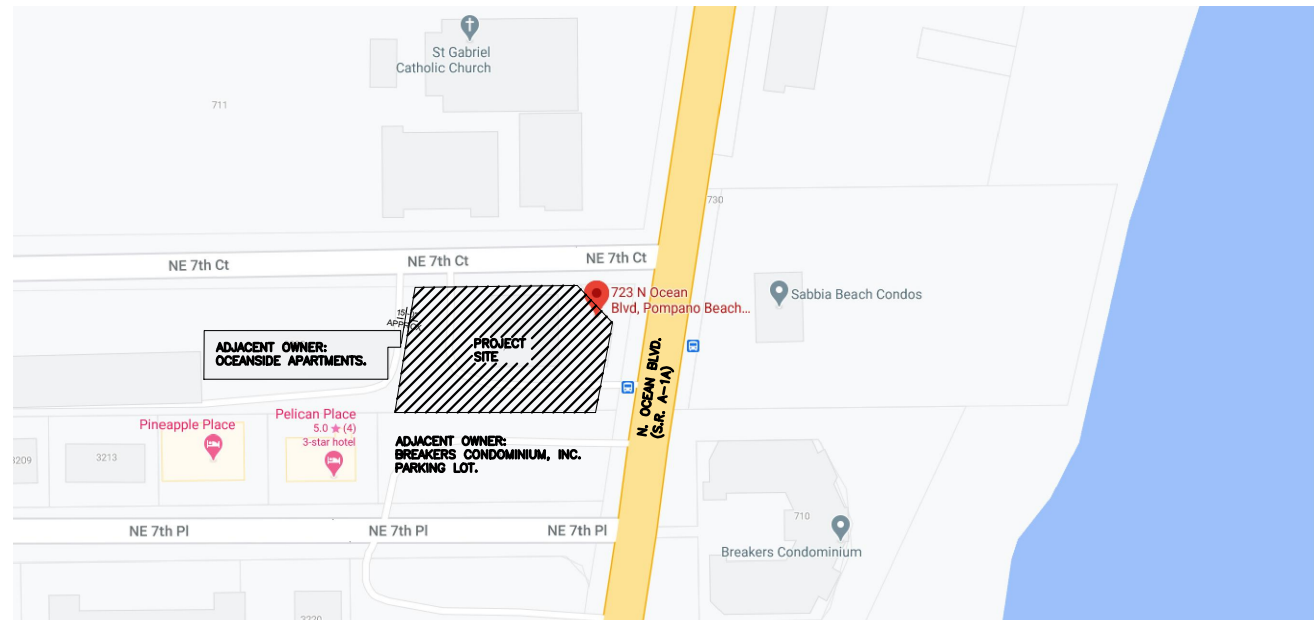 St Gabriel
Catholic Church
711
730
NE 7th Ct
NE 7th Ct
NE 7th Ct
723 N Ocean
Blvd, Pompano Beach...
Sabbia Beach Condos
APPROX
ADJACENT OWNER:
OCEANSIDE APARTMENTS.
PROJECT
SITE
N. OCEAN BLVD.
(S.R. A-1A)
Pineapple Place
Pelican Place
5.0 ★ (4)
3-star hotel
3209
3213
ADJACENT OWNER:
BREAKERS CONDOMINIUM, INC.
PARKING LOT.
710
Breakers Condominium
NE 7th Pl
NE 7th Pl
NE 7th Pl